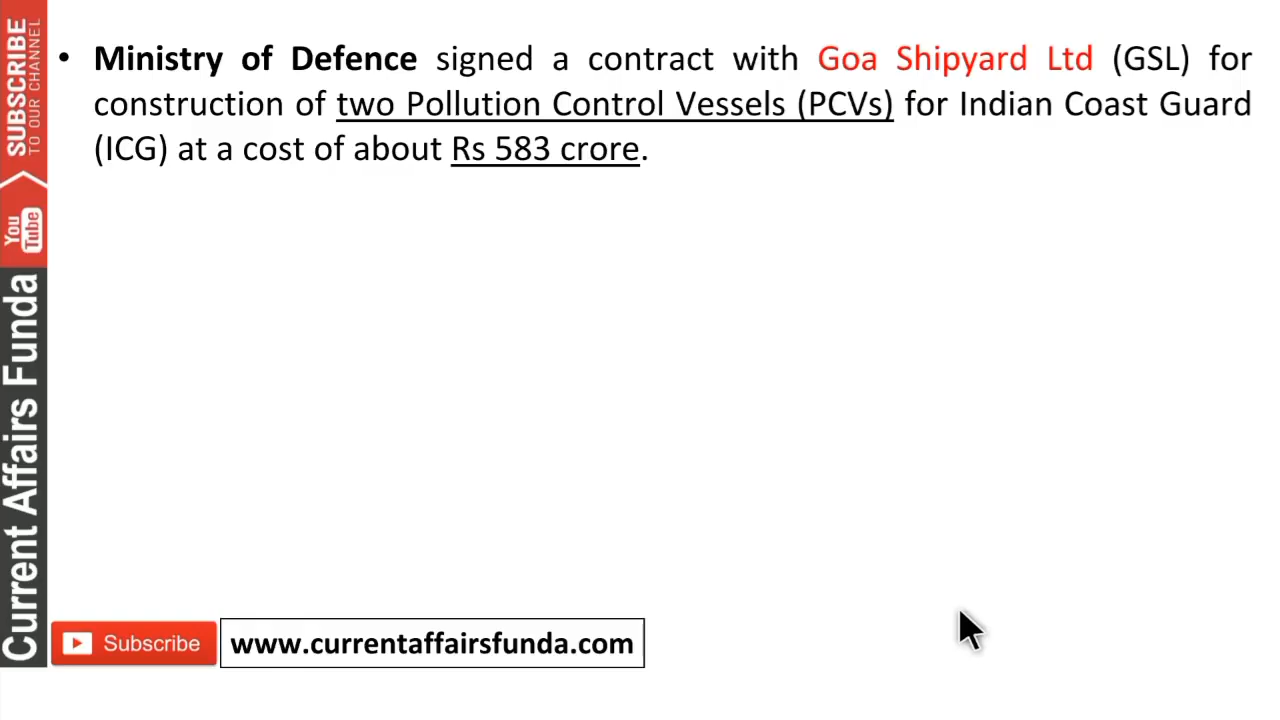 • Ministry of Defence signed a contract with Goa Shipyard Ltd (GSL) for
construction of two Pollution Control Vessels (PCVs) for Indian Coast Guard
(ICG) at a cost of about Rs 583 crore.
SUBSCRIBE
TO OUR CHANNEL
You
Tube
Current Affairs Funda
Subscribe
www.currentaffairsfunda.com